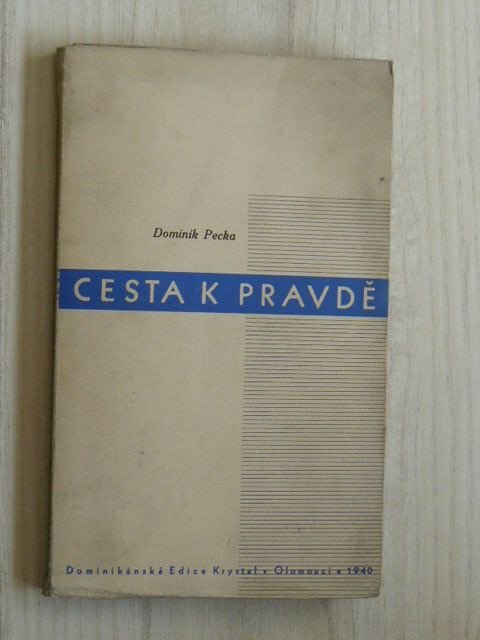 Dominik Pecka
CESTA K PRAVDĚ
Dominikánská Edice Krystal v Olomouci • 1940